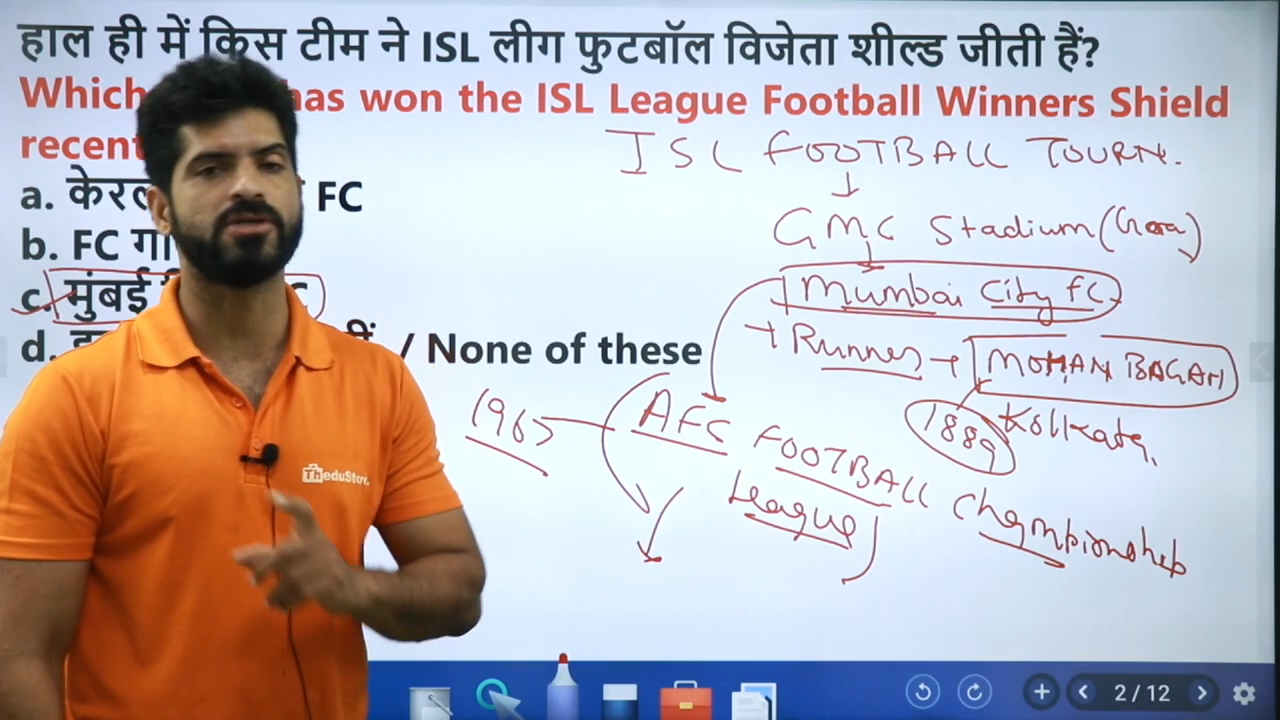 हाल ही में किस टीम ने ISL लीग फुटबॉल विजेता शील्ड जीती हैं?
Which has won the ISL League Football Winners Shield
recent
ISL FOOTBALL TOURN.
a. FC
GMC Stadium (Goa)
b. FC
c. मुंबई C
Mumbai City FC
d. / None of these
Runner → MOHAN BAGAN
1889 Kolkata,
1965
AFC FOOTBALL Championship
League
TheduStore.
2 / 12